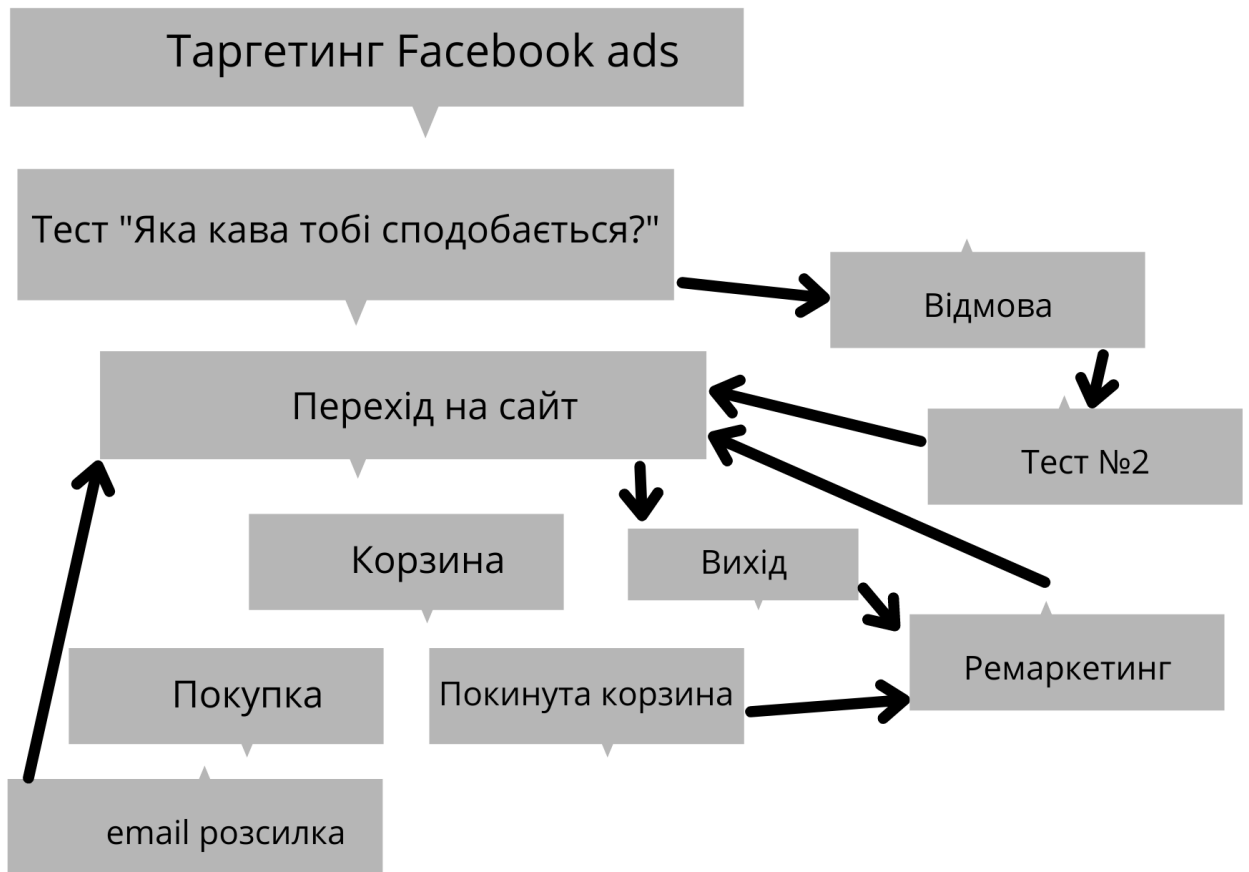 Таргетинг Facebook ads
Тест "Яка кава тобі сподобається?"
Відмова
Перехід на сайт
Тест №2
Корзина
Вихід
Ремаркетинг
Покупка
Покинута корзина
email розсилка